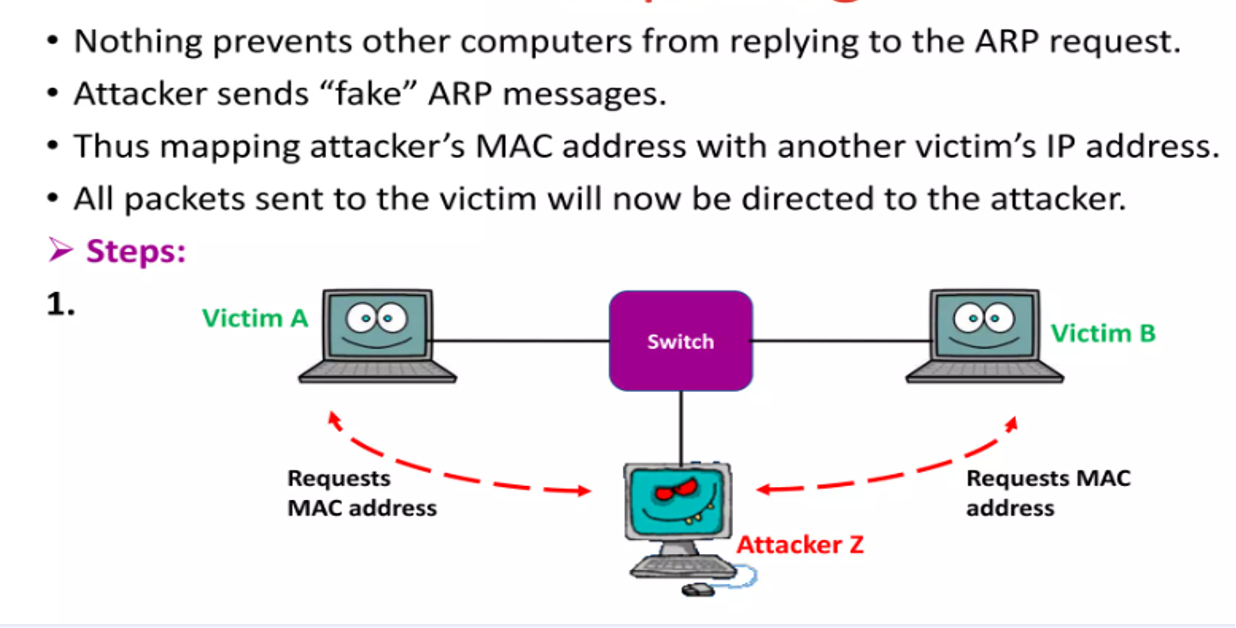 • Nothing prevents other computers from replying to the ARP request.
• Attacker sends “fake” ARP messages.
• Thus mapping attacker’s MAC address with another victim’s IP address.
• All packets sent to the victim will now be directed to the attacker.
➢ Steps:
1.
Victim A
Switch
Victim B
Requests
MAC address
Requests MAC
address
Attacker Z